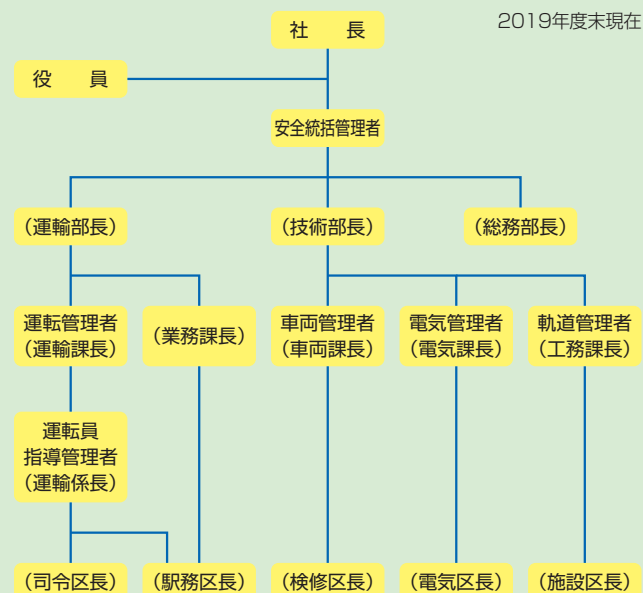 2019年度末現在
社　長
役　員
安全統括管理者
（運輸部長）
（技術部長）
（総務部長）
運転管理者
（運輸課長）
（業務課長）
車両管理者
（車両課長）
電気管理者
（電気課長）
軌道管理者
（工務課長）
運転員
指導管理者
（運輸係長）
（司令区長）
（駅務区長）
（検修区長）
（電気区長）
（施設区長）